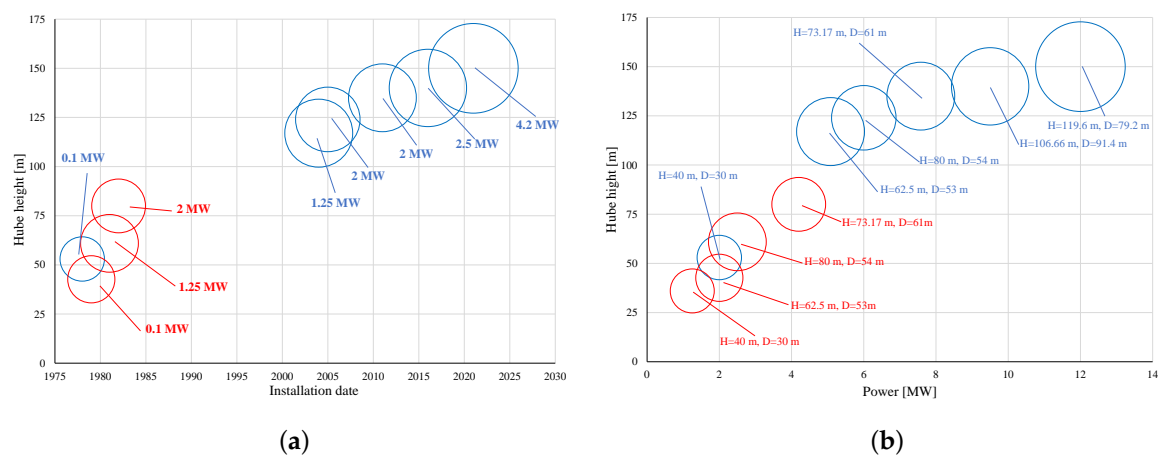 175
150
125
100
75
50
25
0
Hube height [m]
0.1 MW
2 MW
1.25 MW
0.1 MW
1.25 MW
2 MW
2 MW
2.5 MW
4.2 MW
1975 1980 1985 1990 1995 2000 2005 2010 2015 2020 2025 2030
Installation date
(a)
175
150
125
100
75
50
25
0
Hube hight [m]
H=73.17 m, D=61 m
H=119.6 m, D=79.2 m
H=106.66 m, D=91.4 m
H=80 m, D=54 m
H=40 m, D=30 m
H=62.5 m, D=53 m
H=73.17 m, D=61m
H=80 m, D=54 m
H=62.5 m, D=53m
H=40 m, D=30 m
0 2 4 6 8 10 12 14
Power [MW]
(b)